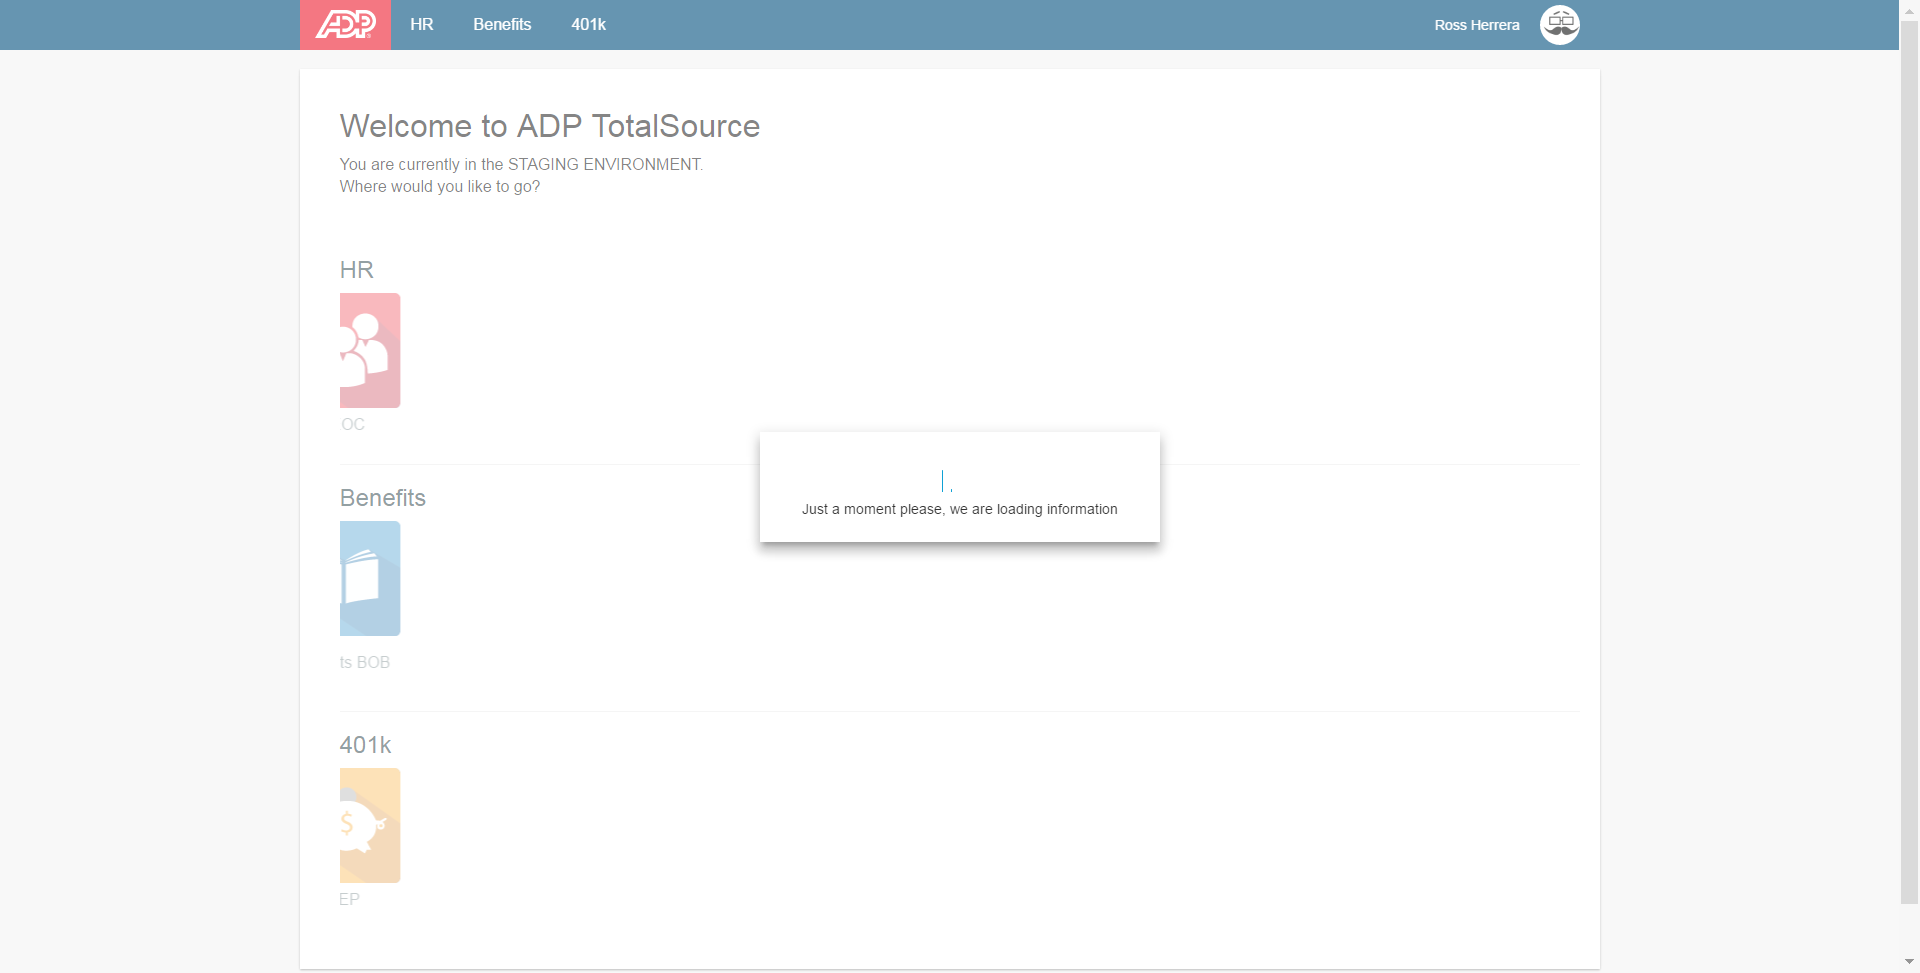 ADP HR Benefits 401k Ross Herrera
Welcome to ADP TotalSource
You are currently in the STAGING ENVIRONMENT.
Where would you like to go?
HR
OC
Just a moment please, we are loading information
Benefits
ts BOB
401k
$
EP